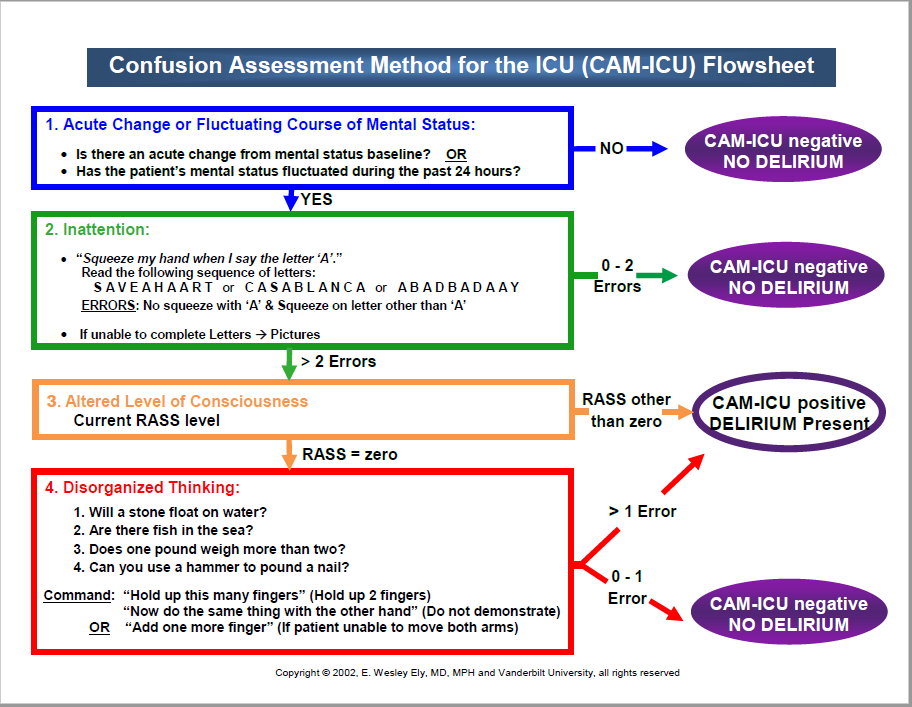 Confusion Assessment Method for the ICU (CAM-ICU) Flowsheet
1. Acute Change or Fluctuating Course of Mental Status:
• Is there an acute change from mental status baseline? OR
• Has the patient's mental status fluctuated during the past 24 hours?
NO
CAM-ICU negative
NO DELIRIUM
YES
2. Inattention:
• “Squeeze my hand when I say the letter ‘A’.”
Read the following sequence of letters:
S A V E A H A A R T or C A S A B L A N C A or A B A D B A D A A Y
ERRORS: No squeeze with ‘A’ & Squeeze on letter other than ‘A’
• If unable to complete Letters → Pictures
0 - 2
Errors
CAM-ICU negative
NO DELIRIUM
> 2 Errors
3. Altered Level of Consciousness
Current RASS level
RASS other
than zero
CAM-ICU positive
DELIRIUM Present
RASS = zero
4. Disorganized Thinking:
1. Will a stone float on water?
2. Are there fish in the sea?
3. Does one pound weigh more than two?
4. Can you use a hammer to pound a nail?
Command: “Hold up this many fingers” (Hold up 2 fingers)
“Now do the same thing with the other hand” (Do not demonstrate)
OR “Add one more finger” (If patient unable to move both arms)
> 1 Error
0 - 1
Error
CAM-ICU negative
NO DELIRIUM
Copyright © 2002, E. Wesley Ely, MD, MPH and Vanderbilt University, all rights reserved